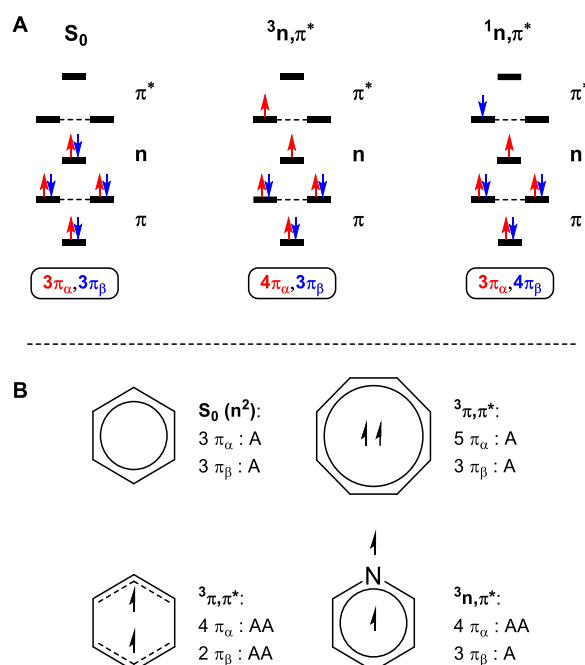 A
S₀ ³n,π* ¹n,π*
π* π* π*
n n n
π π π
3πα,3πβ 4πα,3πβ 3πα,4πβ
B
S₀ (n²):
3 πα : A
3 πβ : A
³π,π*:
5 πα : A
3 πβ : A
³π,π*:
4 πα : AA
2 πβ : AA
N
³n,π*:
4 πα : AA
3 πβ : A